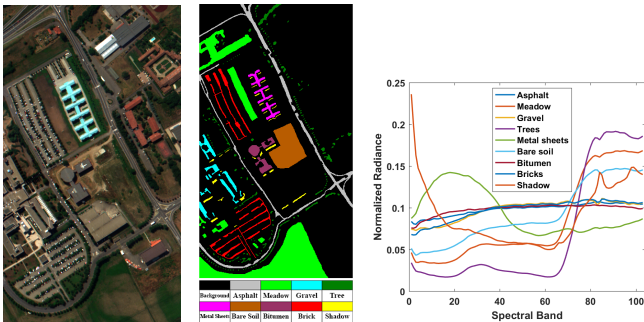 Background Asphalt Meadow Gravel Tree
Metal Sheets Bare Soil Bitumen Brick Shadow
0.25
0.2
0.15
0.1
0.05
0
0 20 40 60 80 100
Normalized Radiance
Spectral Band
Asphalt
Meadow
Gravel
Trees
Metal sheets
Bare soil
Bitumen
Bricks
Shadow